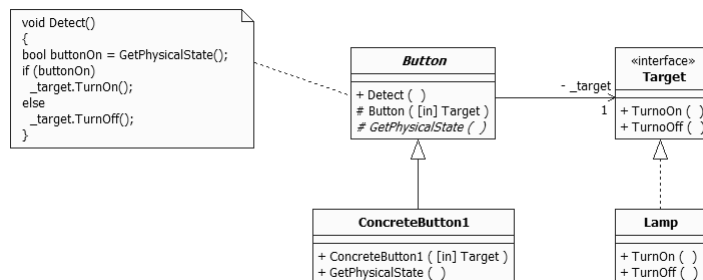 void Detect()
{
bool buttonOn = GetPhysicalState();
if (buttonOn)
_target.TurnOn();
else
_target.TurnOff();
}
Button
+ Detect ( )
# Button ( [in] Target )
# GetPhysicalState ( )
- _target
1
«interface»
Target
+ TurnoOn ( )
+ TurnoOff ( )
ConcreteButton1
+ ConcreteButton1 ( [in] Target )
+ GetPhysicalState ( )
Lamp
+ TurnOn ( )
+ TurnOff ( )